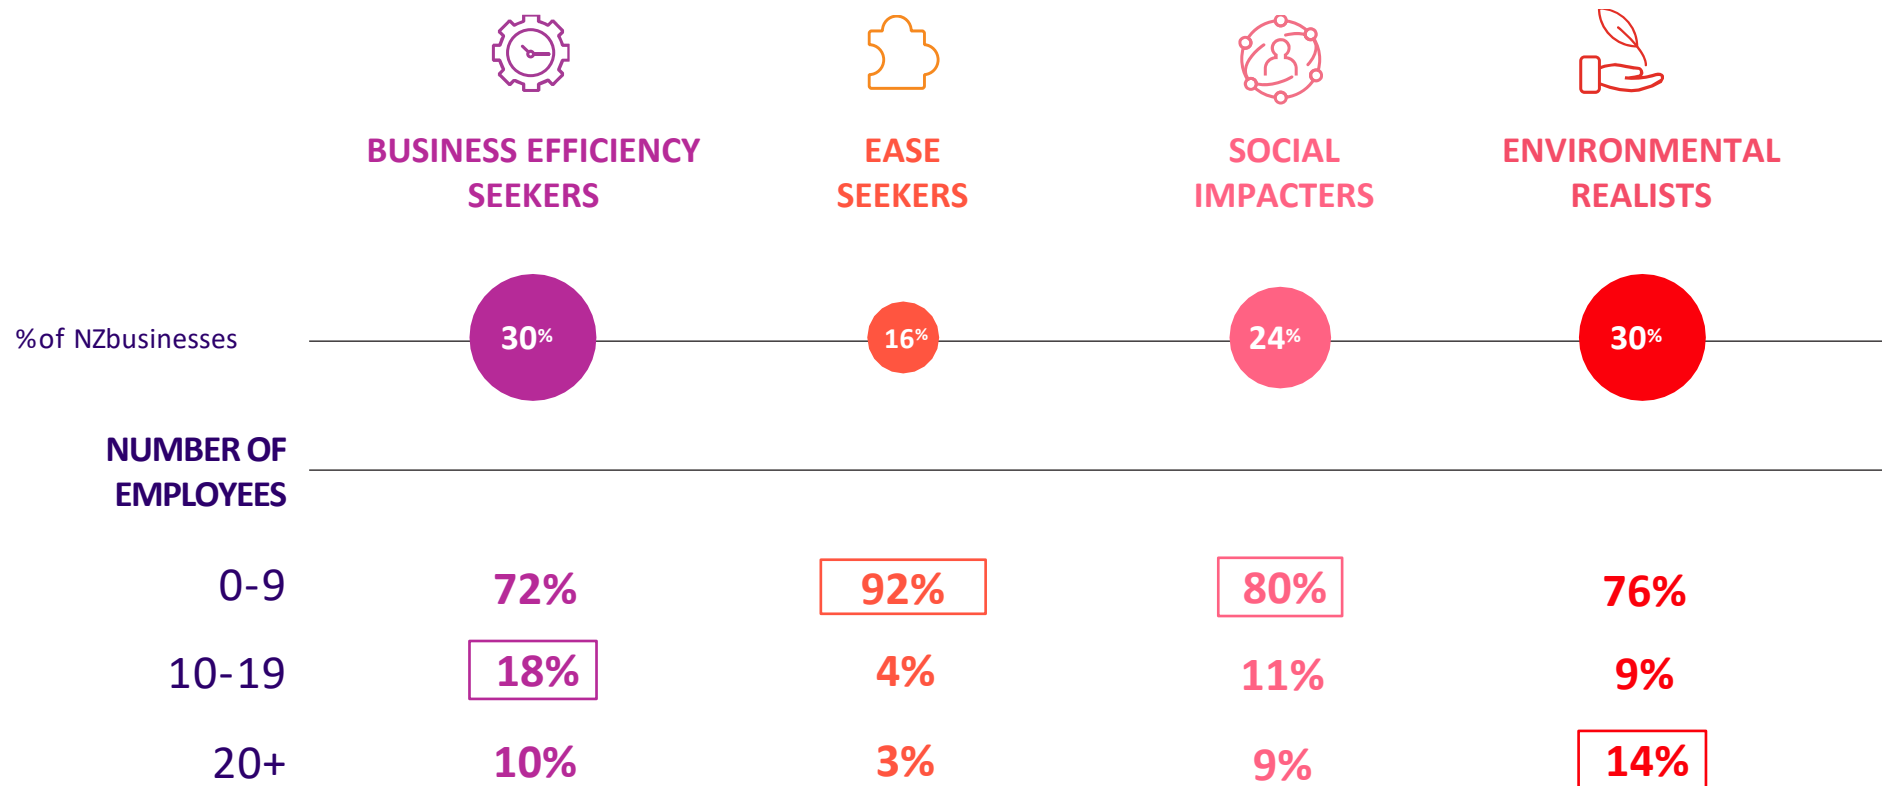 BUSINESS EFFICIENCY
SEEKERS
EASE
SEEKERS
SOCIAL
IMPACTERS
ENVIRONMENTAL
REALISTS
%of NZbusinesses
30%
16%
24%
30%
NUMBER OF
EMPLOYEES
0-9
72%
92%
80%
76%
10-19
18%
4%
11%
9%
20+
10%
3%
9%
14%